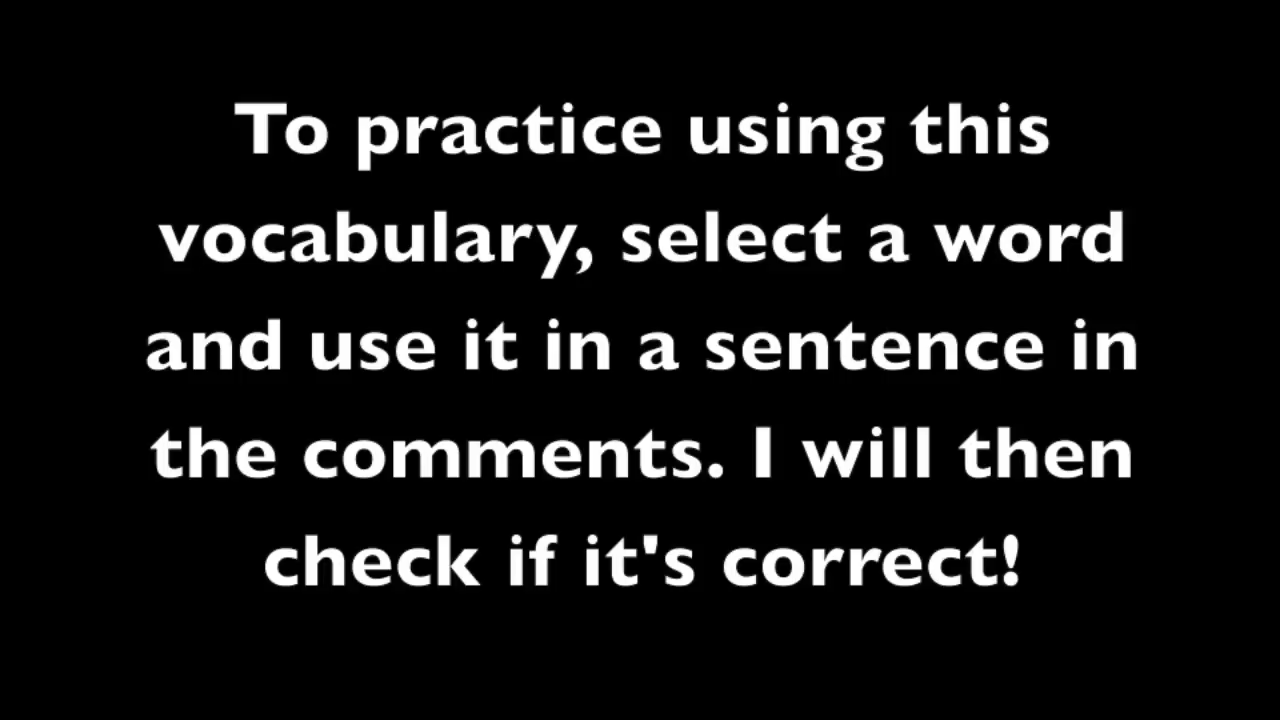 To practice using this
vocabulary, select a word
and use it in a sentence in
the comments. I will then
check if it's correct!